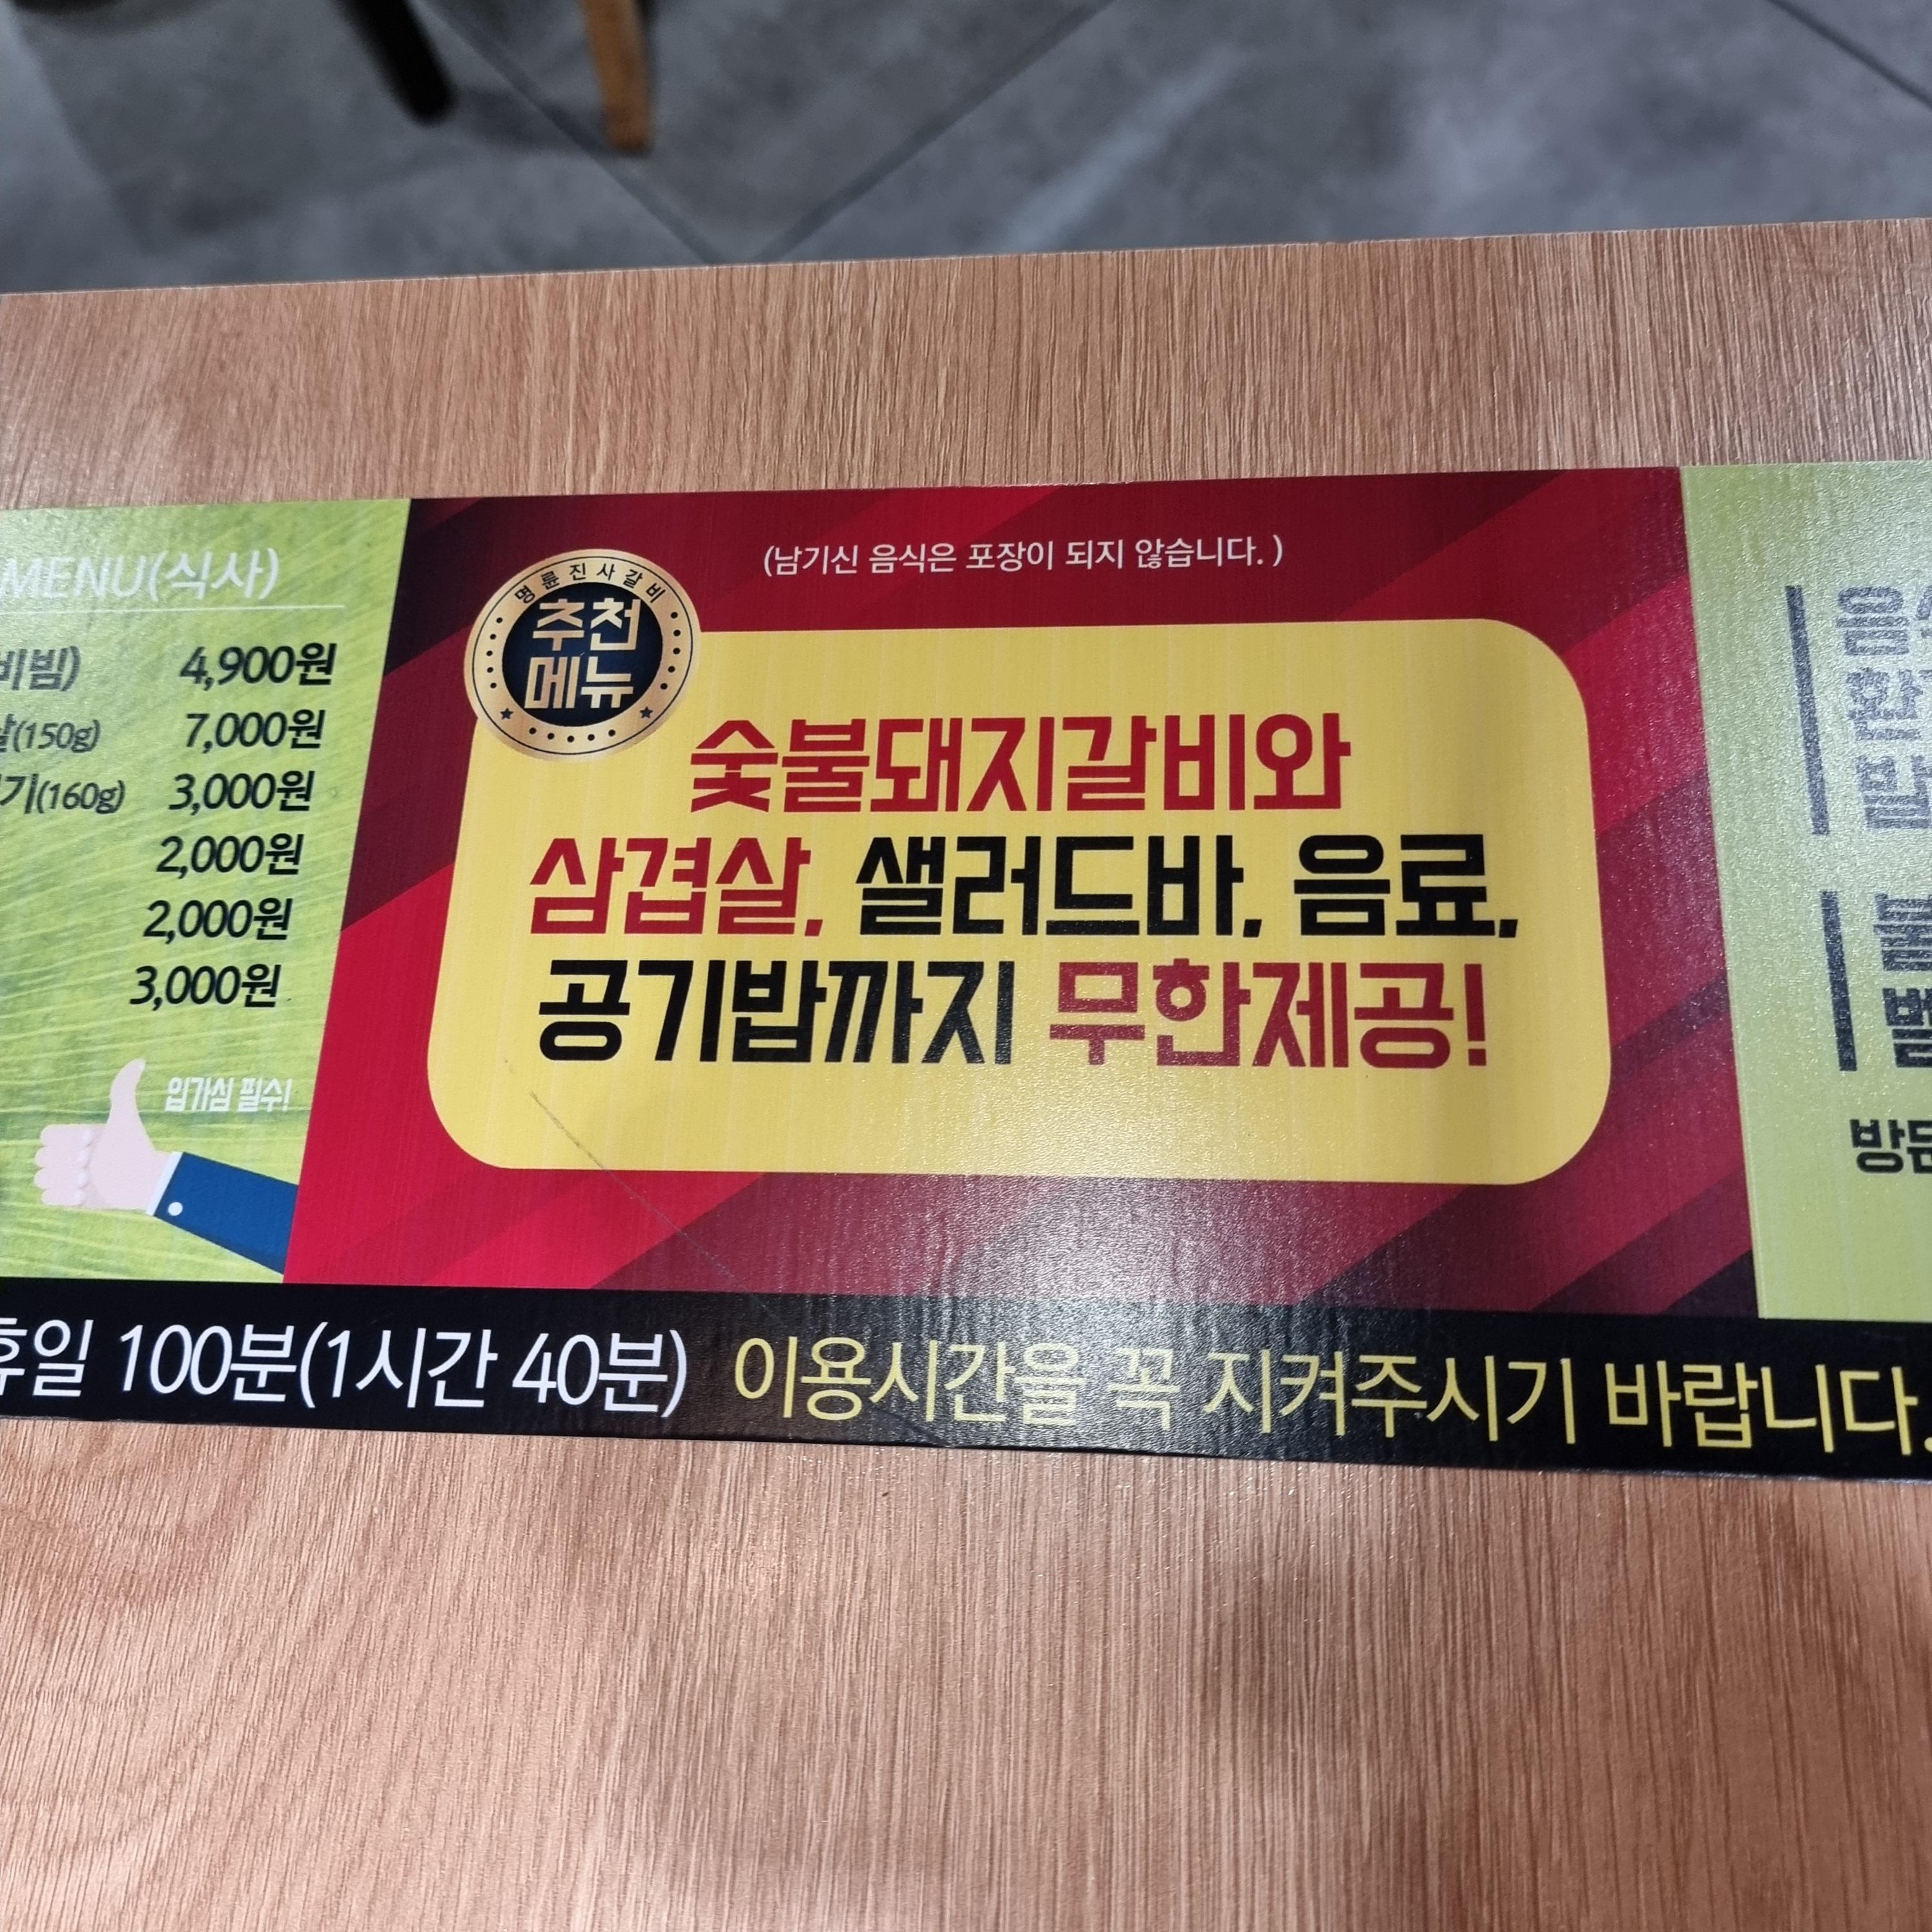 MENU(식사)
비빔) 4,900원
(150g) 7,000원
기(160g) 3,000원
2,000원
2,000원
3,000원
입가심 필수!
(남기신 음식은 포장이 되지 않습니다. )
명륜진사갈비
추천
메뉴
숯불돼지갈비와
삼겹살, 샐러드바, 음료,
공기밥까지 무한제공!
휴일 100분(1시간 40분) 이용시간을 꼭 지켜주시기 바랍니다.